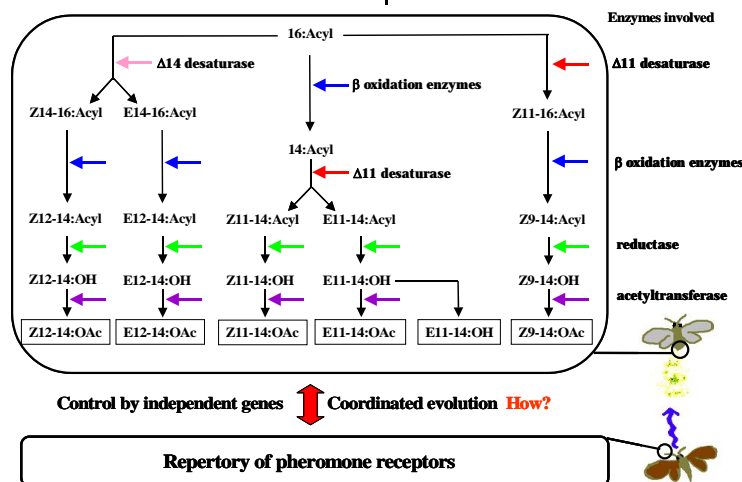 Enzymes involved
16:Acyl
Δ14 desaturase
Δ11 desaturase
β oxidation enzymes
Z14-16:Acyl E14-16:Acyl Z11-16:Acyl
14:Acyl
β oxidation enzymes
Δ11 desaturase
Z12-14:Acyl E12-14:Acyl Z11-14:Acyl E11-14:Acyl Z9-14:Acyl
reductase
Z12-14:OH E12-14:OH Z11-14:OH E11-14:OH Z9-14:OH
acetyltransferase
Z12-14:OAc E12-14:OAc Z11-14:OAc E11-14:OAc E11-14:OH Z9-14:OAc
Control by independent genes Coordinated evolution How?
Repertory of pheromone receptors